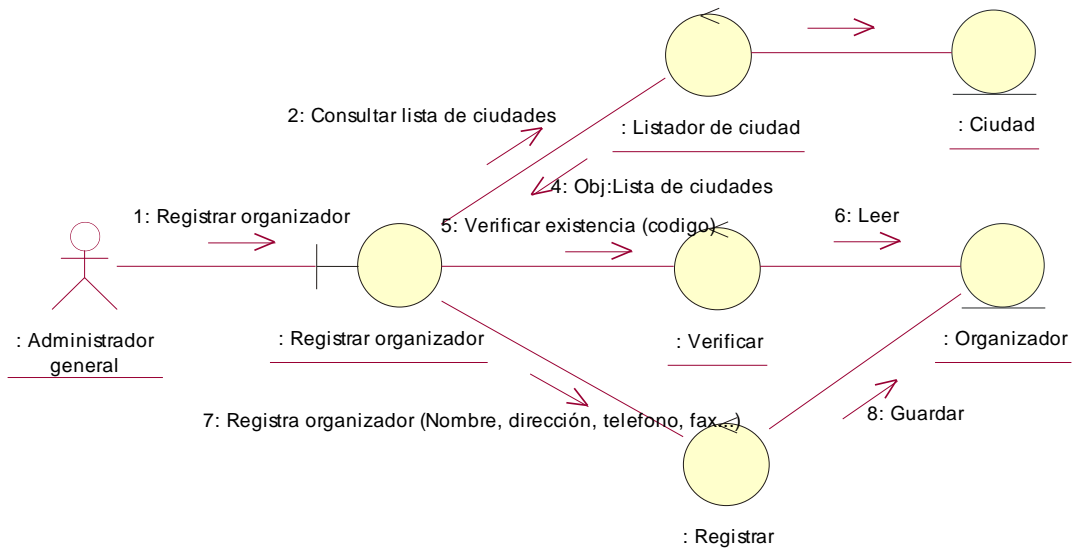 2: Consultar lista de ciudades
: Listador de ciudad
: Ciudad
4: Obj:Lista de ciudades
1: Registrar organizador
5: Verificar existencia (codigo)
6: Leer
: Administrador
general
: Registrar organizador
: Verificar
: Organizador
7: Registra organizador (Nombre, dirección, telefono, fax...)
8: Guardar
: Registrar